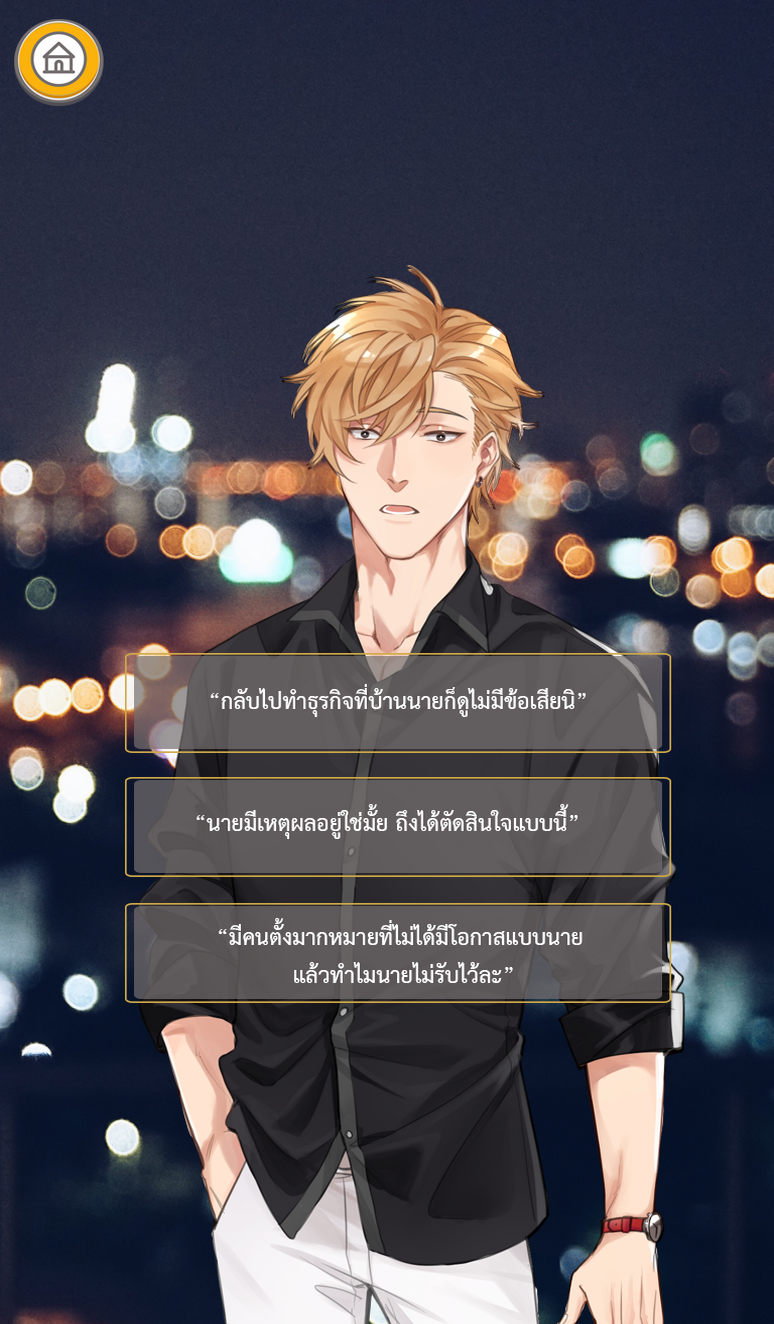 “กลับไปทำธุรกิจที่บ้านนายก็ดูไม่มีข้อเสียนิ”
“นายมีเหตุผลอยู่ใช่มั้ย ถึงได้ตัดสินใจแบบนี้”
“มีคนตั้งมากหมายที่ไม่ได้มีโอกาสแบบนาย
แล้วทำไมนายไม่รับไว้ละ”